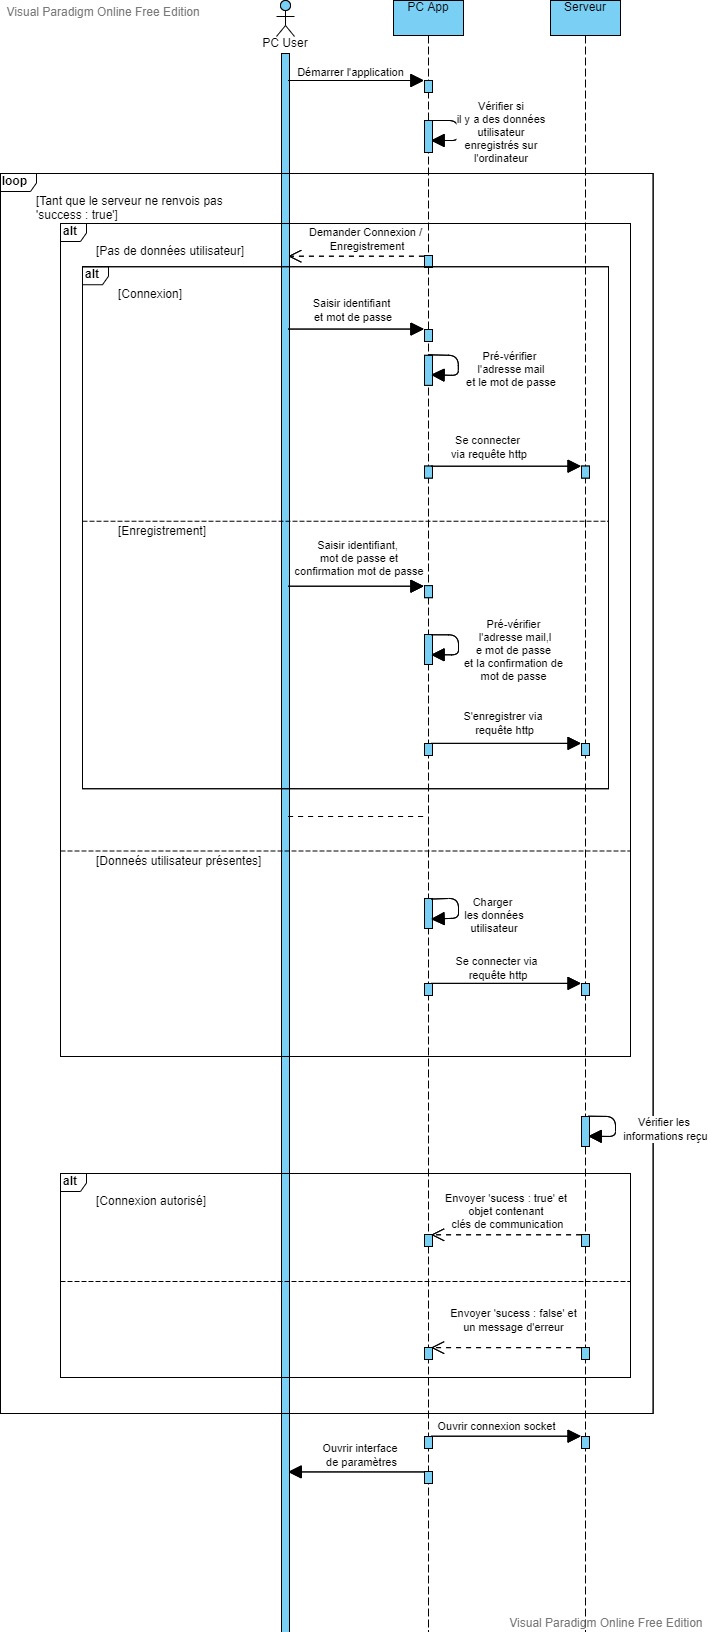 Visual Paradigm Online Free Edition
PC User
PC App
Serveur
Démarrer l'application
Vérifier si
il y a des données
utilisateur
enregistrés sur
l'ordinateur
loop
[Tant que le serveur ne renvois pas
'success : true']
alt
Demander Connexion /
Enregistrement
[Pas de données utilisateur]
alt
[Connexion]
Saisir identifiant
et mot de passe
Pré-vérifier
l'adresse mail
et le mot de passe
Se connecter
via requête http
[Enregistrement]
Saisir identifiant,
mot de passe et
confirmation mot de passe
Pré-vérifier
l'adresse mail,l
e mot de passe
et la confirmation de
mot de passe
S'enregistrer via
requête http
[Donneés utilisateur présentes]
Charger
les données
utilisateur
Se connecter via
requête http
Vérifier les
informations reçu
alt
[Connexion autorisé]
Envoyer 'sucess : true' et
objet contenant
clés de communication
Envoyer 'sucess : false' et
un message d'erreur
Ouvrir connexion socket
Ouvrir interface
de paramètres
Visual Paradigm Online Free Edition